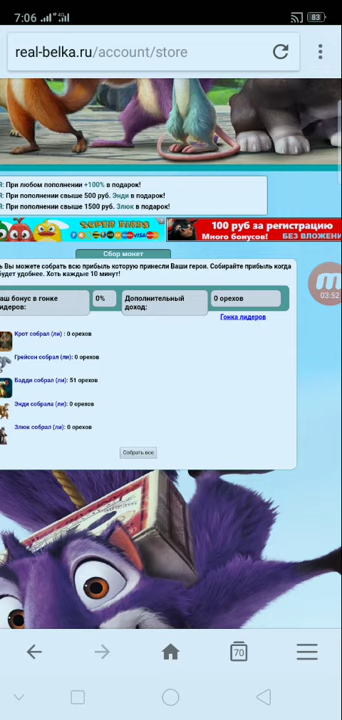 7:06
83
real-belka.ru/account/store
При любом пополнении +100% в подарок!
При пополнении свыше 500 руб. Энди в подарок!
При пополнении свыше 1500 руб. Злюк в подарок!
SUPER BIRDS
100 руб за регистрацию
Много бонусов! БЕЗ ВЛОЖЕНИ
Сбор монет
Вы можете собрать всю прибыль которую принесли Ваши герои. Собирайте прибыль когда
будет удобнее. Хоть каждые 10 минут!
аш бонус в гонке
идеров:
0%
Дополнительный
доход:
0 орехов
Гонка лидеров
03:52
Крот собрал (ли) : 0 орехов
Грейсон собрал (ли): 0 орехов
Бадди собрал (ли): 51 орехов
Энди собрала (ли): 0 орехов
Злюк собрал (ли): 0 орехов
Собрать все
70